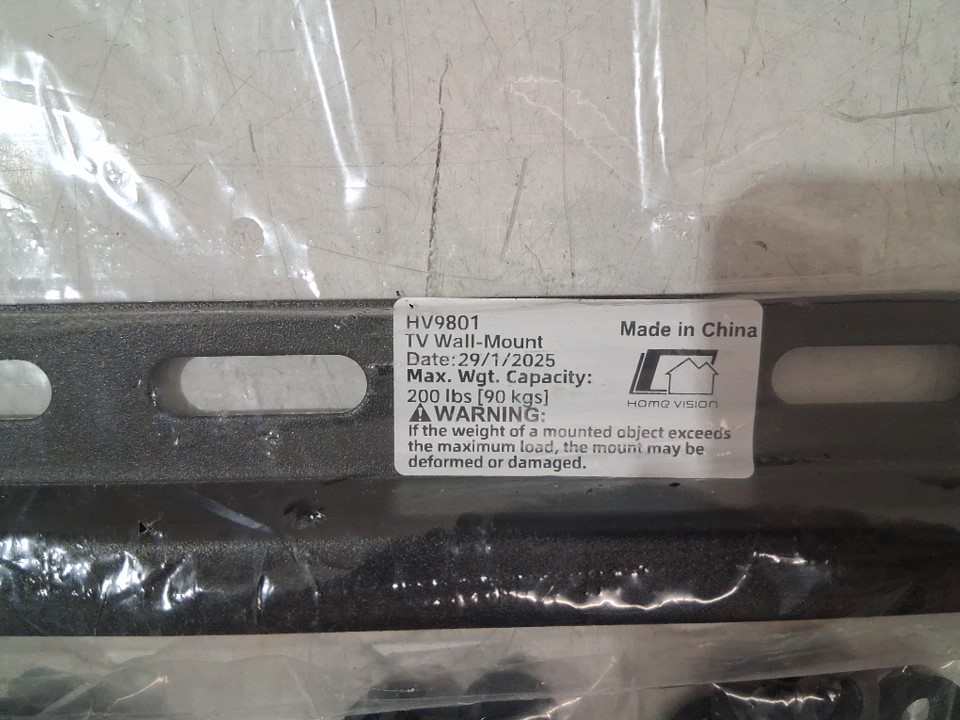 HV9801
TV Wall-Mount
Made in China
Date:29/1/2025
Max. Wgt. Capacity:
200 lbs [90 kgs]
HOME VISION
WARNING:
If the weight of a mounted object exceeds
the maximum load, the mount may be
deformed or damaged.